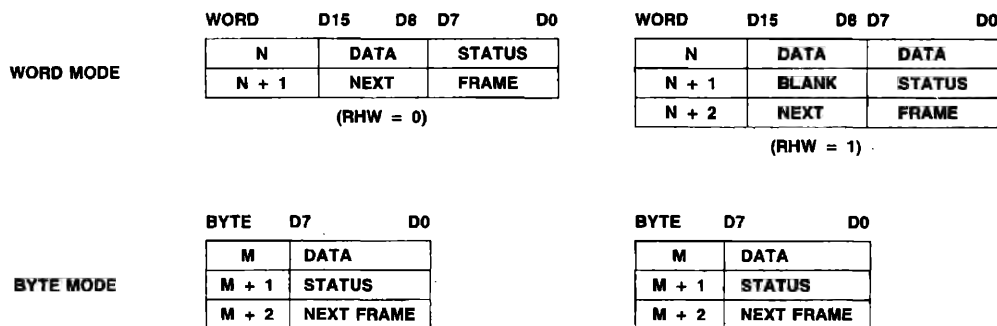 WORD D15 D8 D7 D0
N DATA STATUS
N + 1 NEXT FRAME
(RHW = 0)
WORD D15 D8 D7 D0
N DATA DATA
N + 1 BLANK STATUS
N + 2 NEXT FRAME
(RHW = 1)
WORD MODE
BYTE D7 D0
M DATA
M + 1 STATUS
M + 2 NEXT FRAME
BYTE D7 D0
M DATA
M + 1 STATUS
M + 2 NEXT FRAME
BYTE MODE